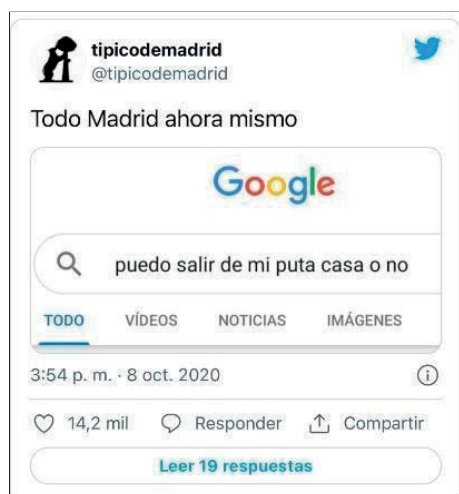 tipicodemadrid
@tipicodemadrid
Todo Madrid ahora mismo
Google
puedo salir de mi puta casa o no
TODO VÍDEOS NOTICIAS IMÁGENES
3:54 p. m. · 8 oct. 2020
14,2 mil Responder Compartir
Leer 19 respuestas